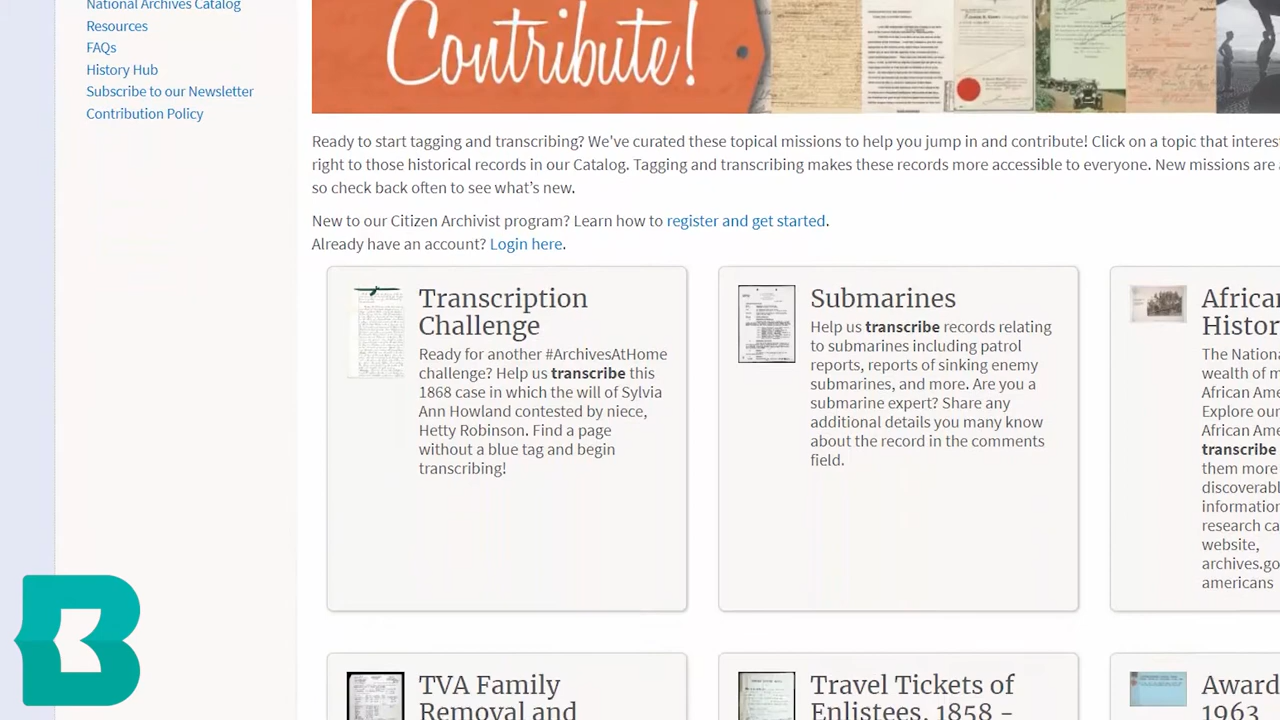 National Archives Catalog
Resources
FAQs
History Hub
Subscribe to our Newsletter
Contribution Policy
Contribute!
Ready to start tagging and transcribing? We've curated these topical missions to help you jump in and contribute! Click on a topic that
right to those historical records in our Catalog. Tagging and transcribing makes these records more accessible to everyone. New missions are
so check back often to see what's new.
New to our Citizen Archivist program? Learn how to register and get started.
Already have an account? Login here.
Transcription
Challenge
Ready for another #ArchivesAtHome
challenge? Help us transcribe this
1868 case in which the will of Sylvia
Ann Howland contested by niece,
Hetty Robinson. Find a page
without a blue tag and begin
transcribing!
Submarines
Help us transcribe records relating
to submarines including patrol
reports, reports of sinking enemy
submarines, and more. Are you a
submarine expert? Share any
additional details you many know
about the record in the comments
field.
African
Histor
The Nation
wealth of m
African Ame
Explore our
African Ame
transcribe
them more
discoverabl
information
research ca
website,
archives.go
americans
TVA Family
Removal and
Travel Tickets of
Enlistees, 1858 -
Award
1963
B